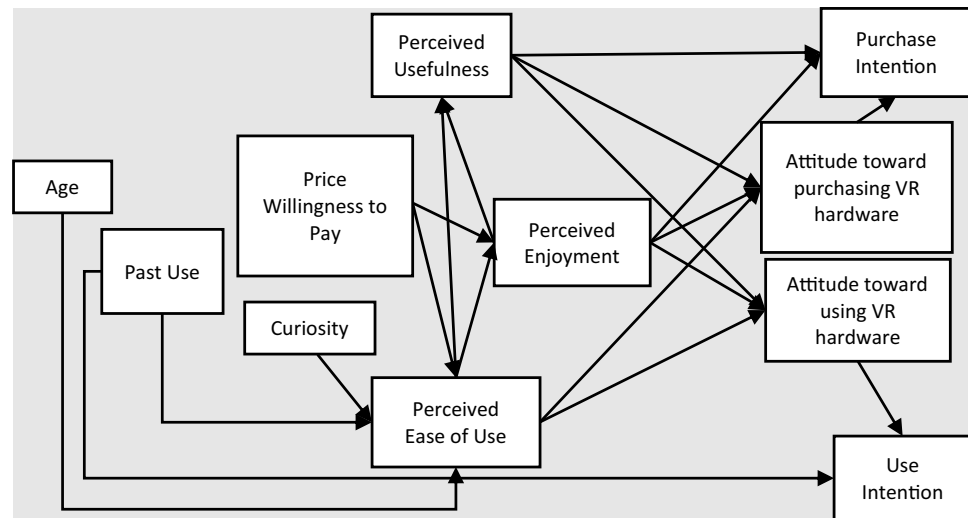 Perceived
Usefulness
Purchase
Intention
Age
Price
Willingness to
Pay
Attitude toward
purchasing VR
hardware
Past Use
Perceived
Enjoyment
Curiosity
Attitude toward
using VR
hardware
Perceived
Ease of Use
Use
Intention